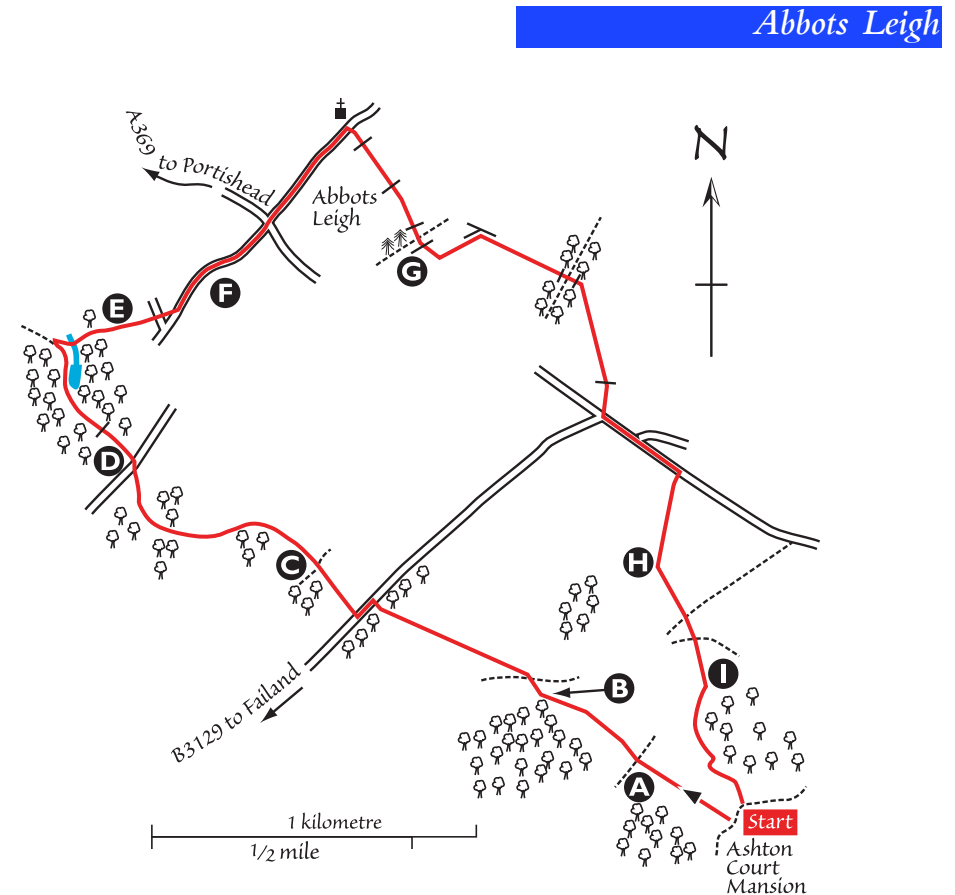 Abbots Leigh
N
A369 to Portishead
Abbots
Leigh
G
E
F
D
C
H
B
I
B3129 to Failand
A
1 kilometre
1/2 mile
Start
Ashton
Court
Mansion